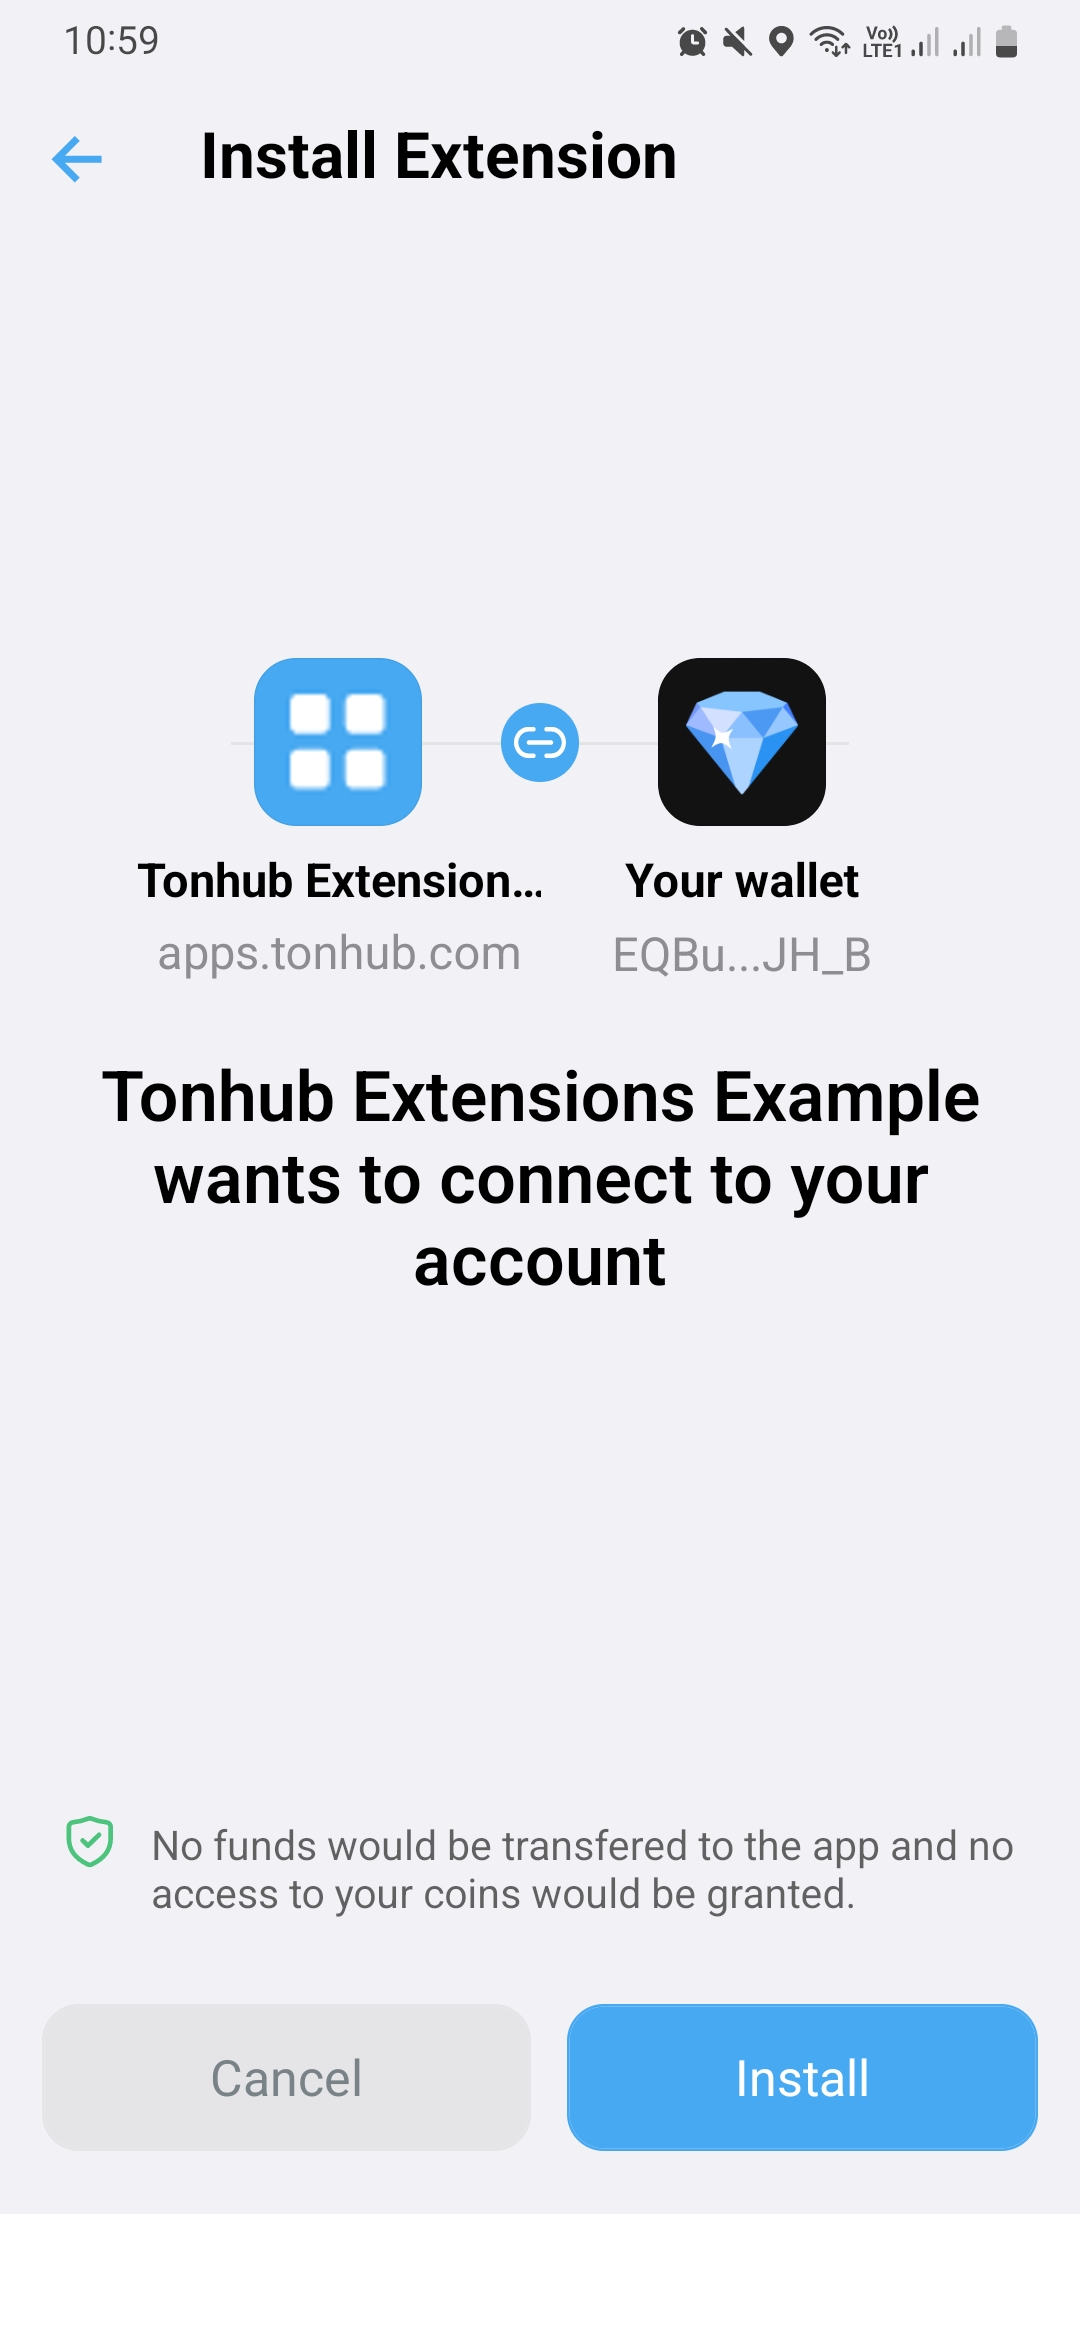 10:59
Vo))
LTE1
Install Extension
Tonhub Extension...
Your wallet
apps.tonhub.com
EQBu...JH_B
Tonhub Extensions Example
wants to connect to your
account
No funds would be transfered to the app and no
access to your coins would be granted.
Cancel
Install